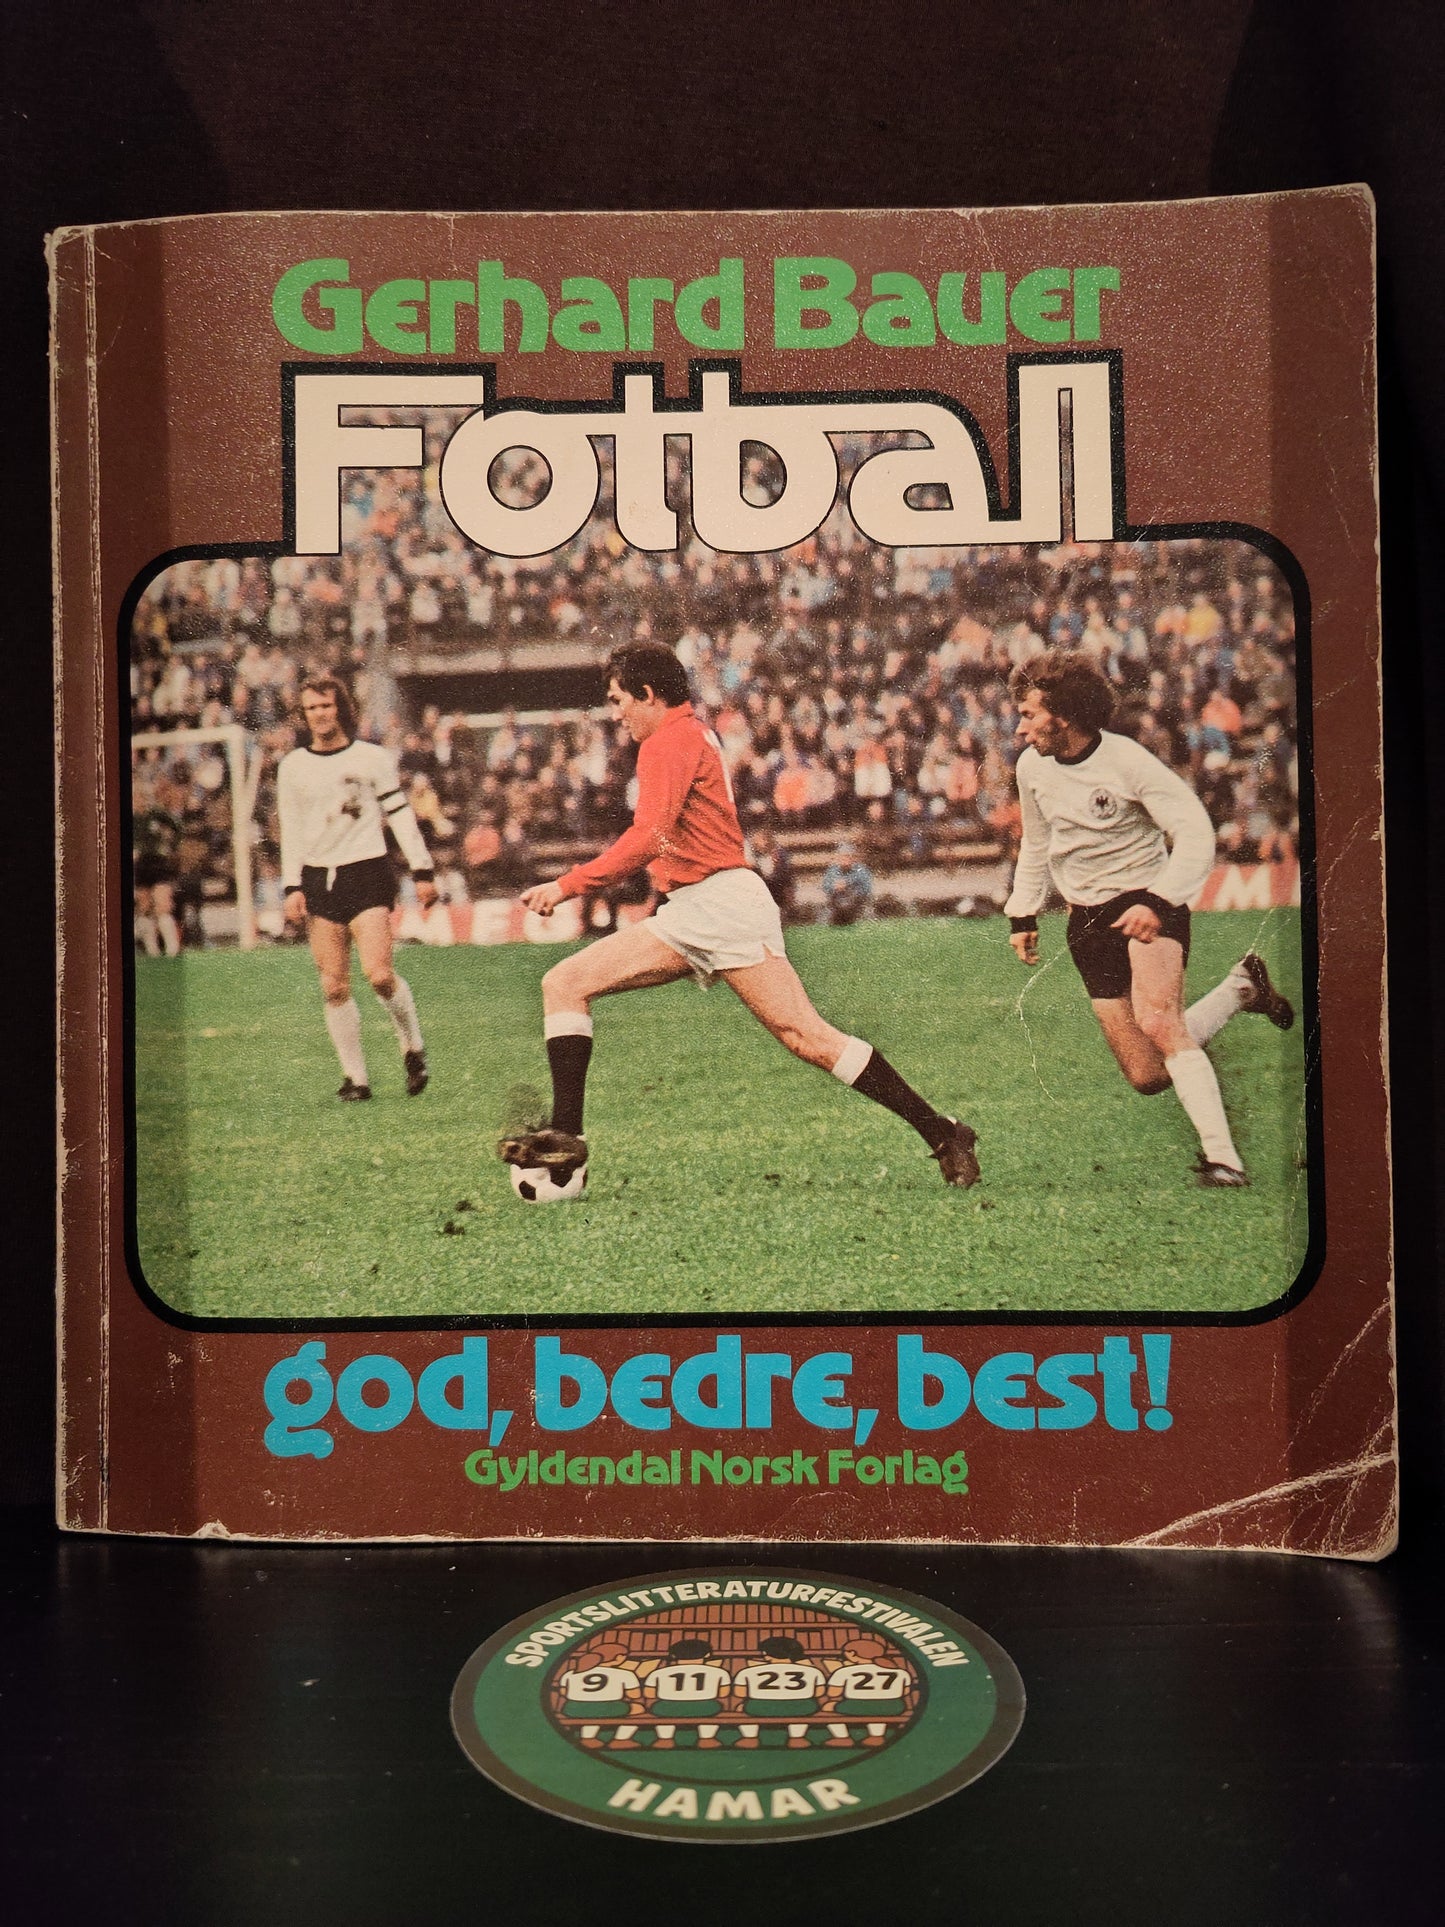 Gerhard Bauer
Fotball
god, bedre, best!
Gyldendal Norsk Forlag
SPORTSLITTERATURFESTIVALEN
9 11 23 27
HAMAR